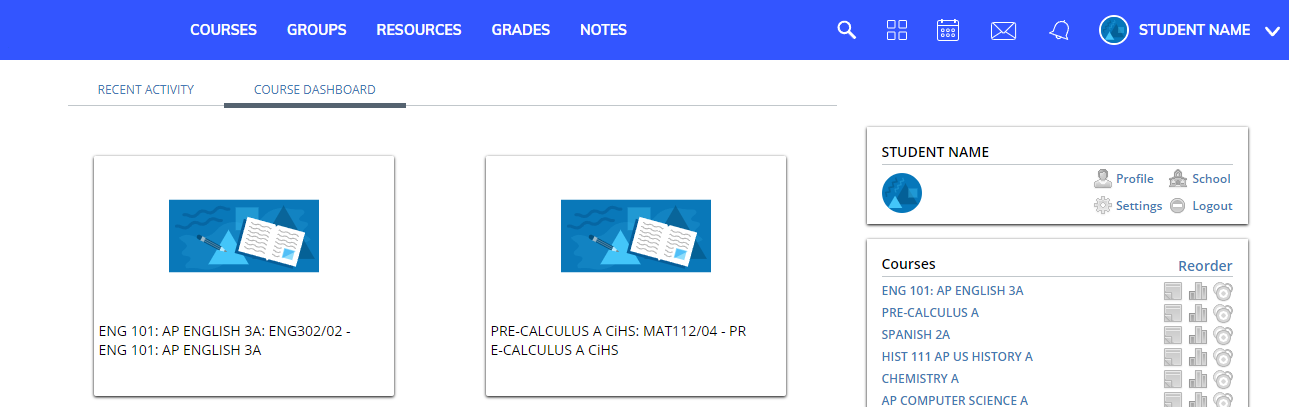 COURSES GROUPS RESOURCES GRADES NOTES STUDENT NAME
RECENT ACTIVITY COURSE DASHBOARD
ENG 101: AP ENGLISH 3A: ENG302/02 -
ENG 101: AP ENGLISH 3A
PRE-CALCULUS A CiHS: MAT112/04 - PR
E-CALCULUS A CiHS
STUDENT NAME
Profile School
Settings Logout
Courses Reorder
ENG 101: AP ENGLISH 3A
PRE-CALCULUS A
SPANISH 2A
HIST 111 AP US HISTORY A
CHEMISTRY A
AP COMPUTER SCIENCE A